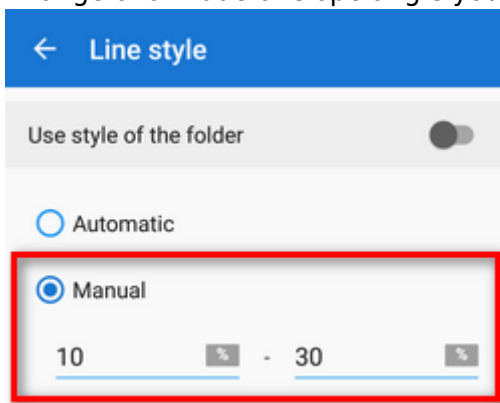 Line style
Use style of the folder
Automatic
Manual
10 % - 30 %